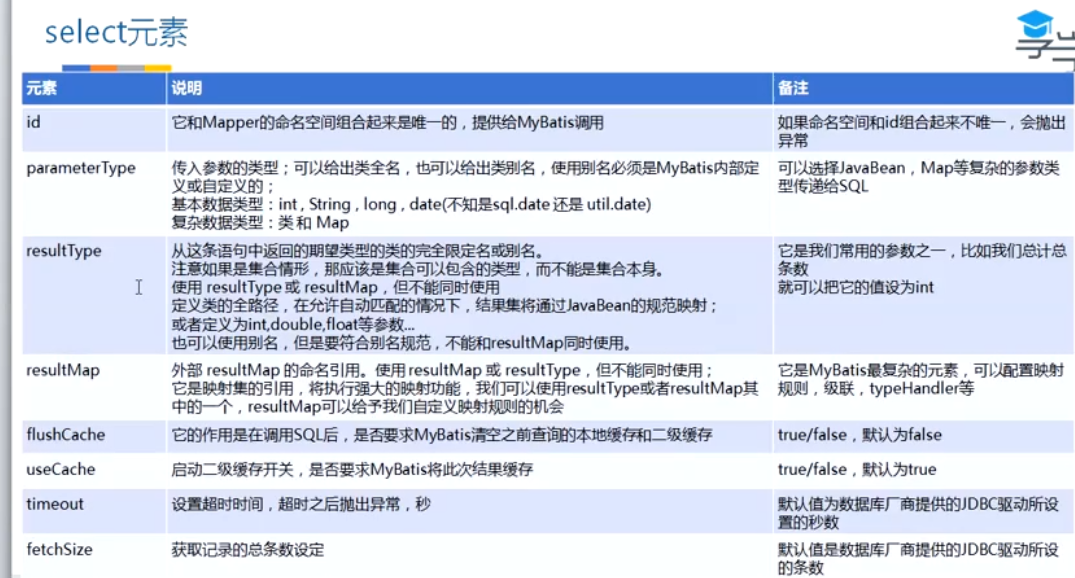 select元素
元素 说明 备注
id 它和Mapper的命名空间组合起来是唯一的，提供给MyBatis调用 如果命名空间和id组合起来不唯一，会抛出
异常
parameterType 传入参数的类型；可以给出类全名，也可以给出类别名，使用别名必须是MyBatis内部定
义或自定义的；
基本数据类型：int , String , long , date(不知是sql.date 还是 util.date)
复杂数据类型：类 和 Map
可以选择JavaBean，Map等复杂的参数类
型传递给SQL
resultType 从这条语句中返回的期望类型的类的完全限定名或别名。
注意如果是集合情形，那应该是集合可以包含的类型，而不能是集合本身。
使用 resultType 或 resultMap，但不能同时使用
定义类的全路径，在允许自动匹配的情况下，结果集将通过JavaBean的规范映射；
或者定义为int,double,float等参数...
也可以使用别名，但是要符合别名规范，不能和resultMap同时使用。
它是我们常用的参数之一，比如我们总计总
条数
就可以把它的值设为int
resultMap 外部 resultMap 的命名引用。使用 resultMap 或 resultType，但不能同时使用；
它是映射集的引用，将执行强大的映射功能，我们可以使用resultType或者resultMap其
中的一个，resultMap可以给予我们自定义映射规则的机会
它是MyBatis最复杂的元素，可以配置映射
规则，级联，typeHandler等
flushCache 它的作用是在调用SQL后，是否要求MyBatis清空之前查询的本地缓存和二级缓存 true/false，默认为false
useCache 启动二级缓存开关，是否要求MyBatis将此次结果缓存 true/false，默认为true
timeout 设置超时时间，超时之后抛出异常，秒 默认值为数据库厂商提供的JDBC驱动所设
置的秒数
fetchSize 获取记录的总条数设定 默认值是数据库厂商提供的JDBC驱动所设
的条数